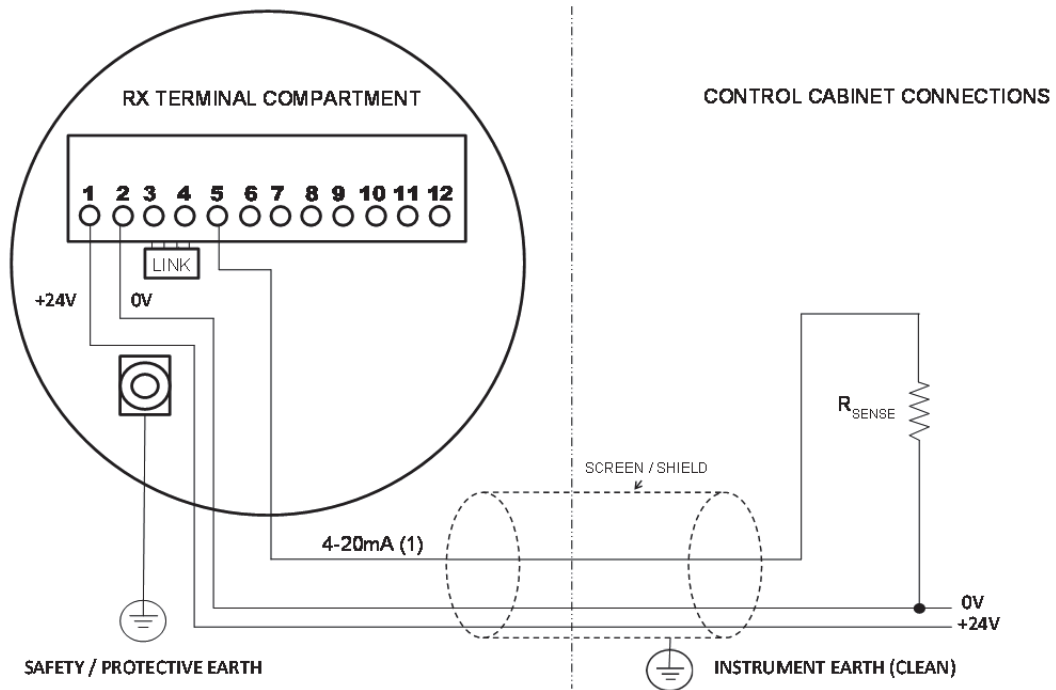 RX TERMINAL COMPARTMENT
CONTROL CABINET CONNECTIONS
1 2 3 4 5 6 7 8 9 10 11 12
LINK
+24V 0V
R SENSE
SCREEN / SHIELD
4-20mA (1)
0V
+24V
SAFETY / PROTECTIVE EARTH
INSTRUMENT EARTH (CLEAN)